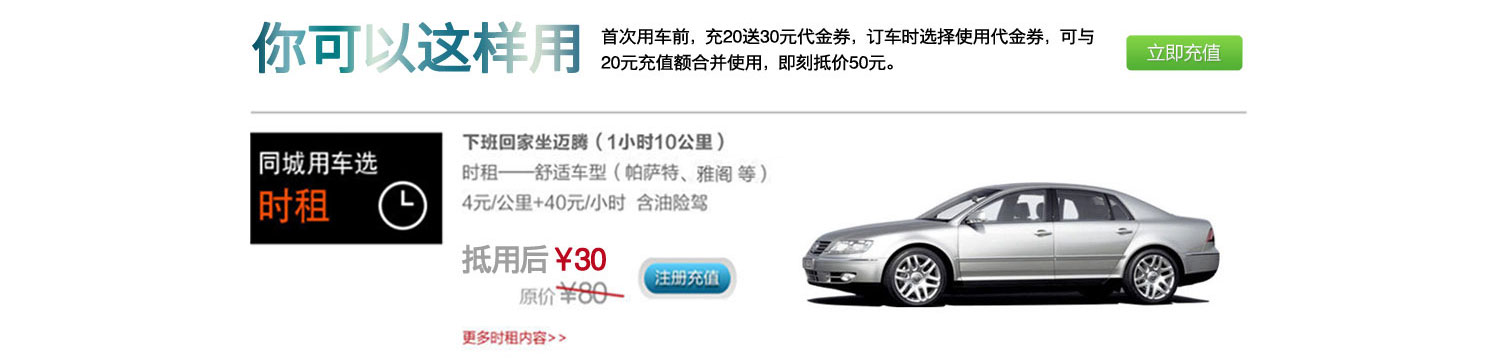 你可以这样用
首次用车前，充20送30元代金券，订车时选择使用代金券，可与
20元充值额合并使用，即刻抵价50元。
立即充值
同城用车选
时租
下班回家坐迈腾（1小时10公里）
时租——舒适车型（帕萨特、雅阁 等）
4元/公里+40元/小时 含油险驾
抵用后 ¥30
原价 ¥80
注册充值
更多时租内容>>